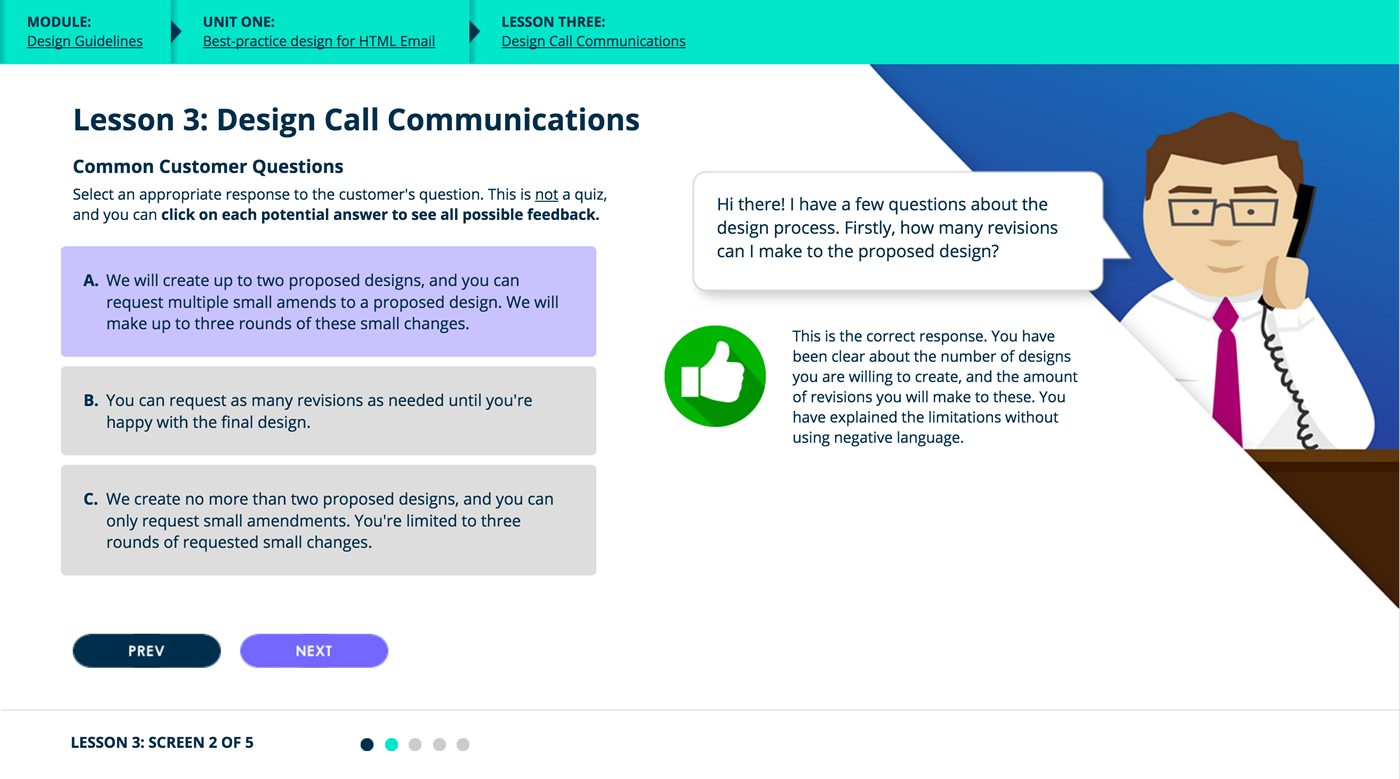 MODULE:
Design Guidelines
UNIT ONE:
Best-practice design for HTML Email
LESSON THREE:
Design Call Communications
Lesson 3: Design Call Communications
Common Customer Questions
Select an appropriate response to the customer's question. This is not a quiz,
and you can click on each potential answer to see all possible feedback.
A. We will create up to two proposed designs, and you can
request multiple small amends to a proposed design. We will
make up to three rounds of these small changes.
B. You can request as many revisions as needed until you're
happy with the final design.
C. We create no more than two proposed designs, and you can
only request small amendments. You're limited to three
rounds of requested small changes.
Hi there! I have a few questions about the
design process. Firstly, how many revisions
can I make to the proposed design?
This is the correct response. You have
been clear about the number of designs
you are willing to create, and the amount
of revisions you will make to these. You
have explained the limitations without
using negative language.
PREV
NEXT
LESSON 3: SCREEN 2 OF 5